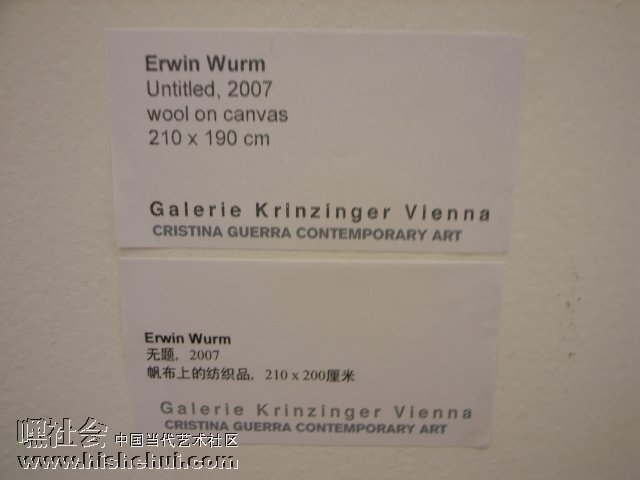 Erwin Wurm
Untitled, 2007
wool on canvas
210 x 190 cm
Galerie Krinzinger Vienna
CRISTINA GUERRA CONTEMPORARY ART
Erwin Wurm
无题，2007
帆布上的纺织品，210 x 200厘米
Galerie Krinzinger Vienna
CRISTINA GUERRA CONTEMPORARY ART
嘿社会 中国当代艺术社区
www.hishehui.com